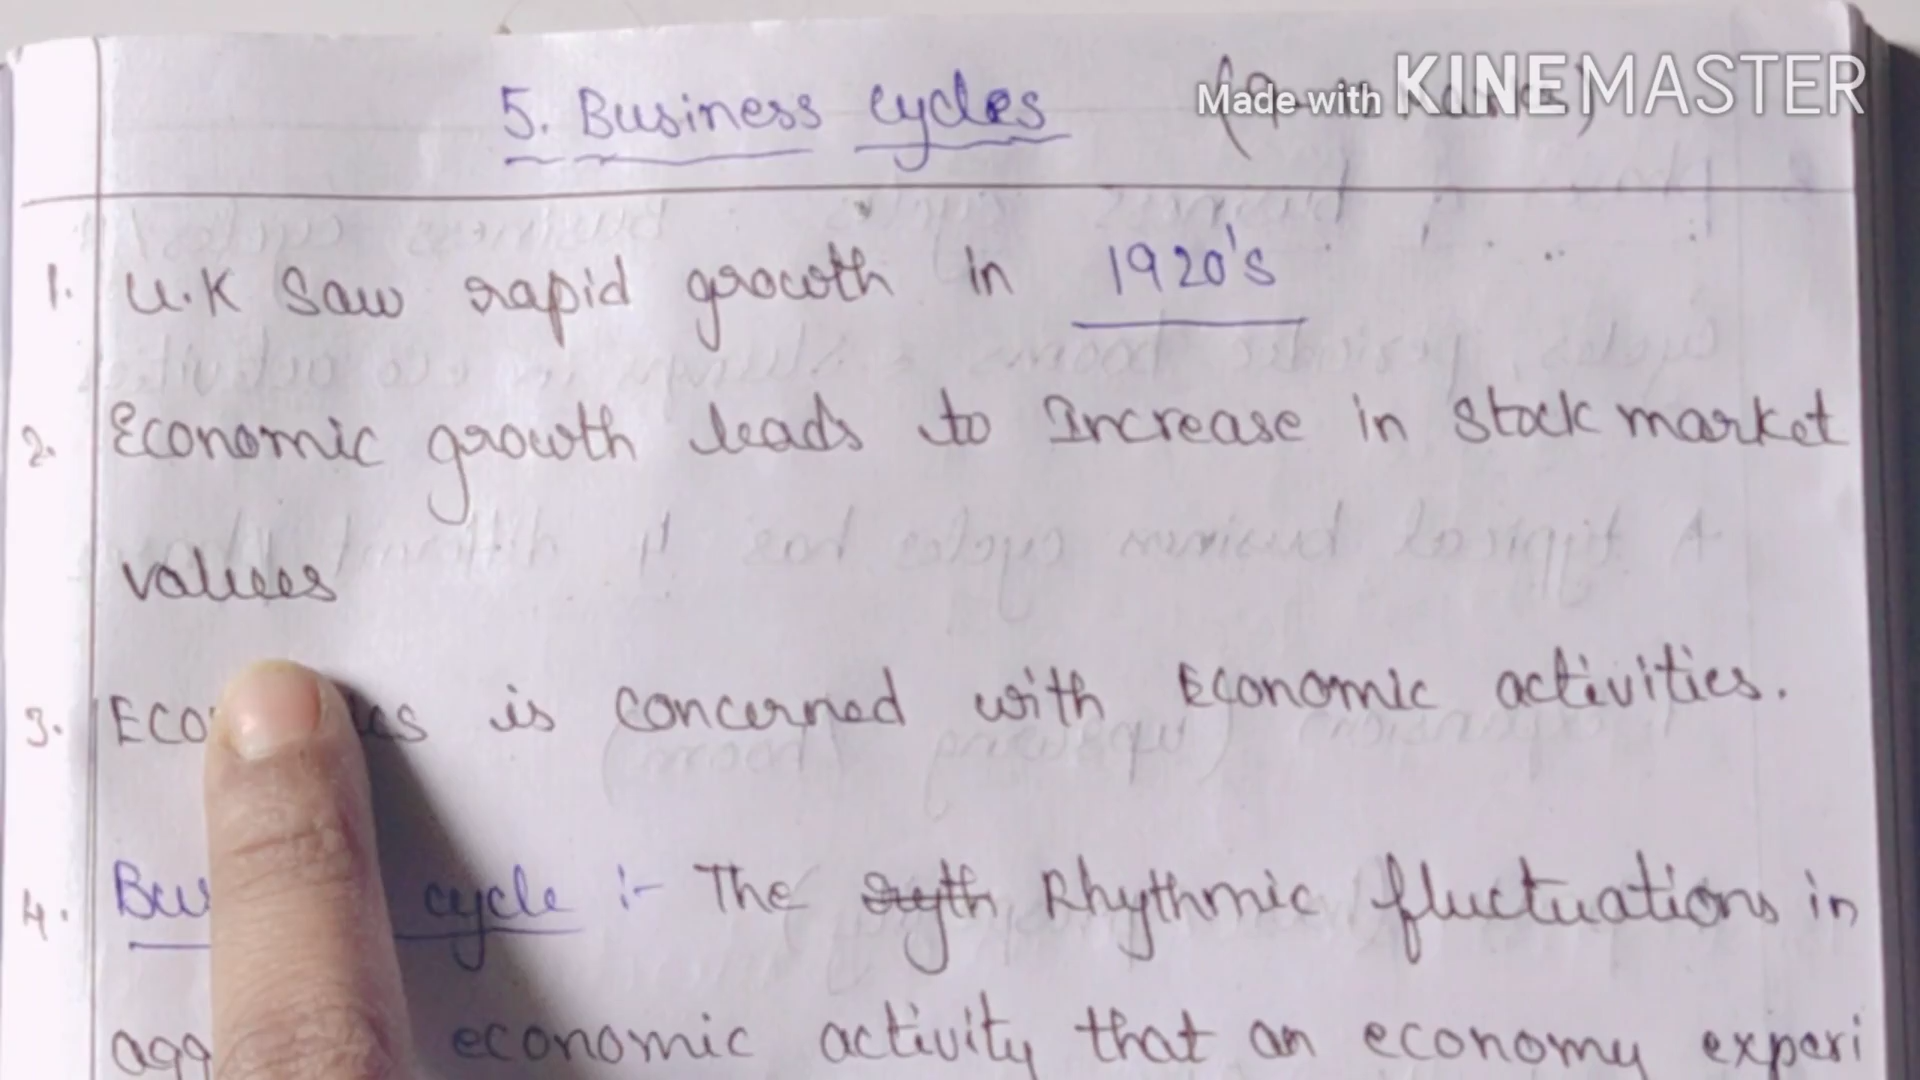 5. Business cycles
Made with KINEMASTER
1. U.K Saw rapid growth in 1920's
2. Economic growth leads to Increase in Stock market
values
3. is concerned with Economic activities.
4. cycle :- The Rhythmic fluctuations in
economic activity that an economy experi